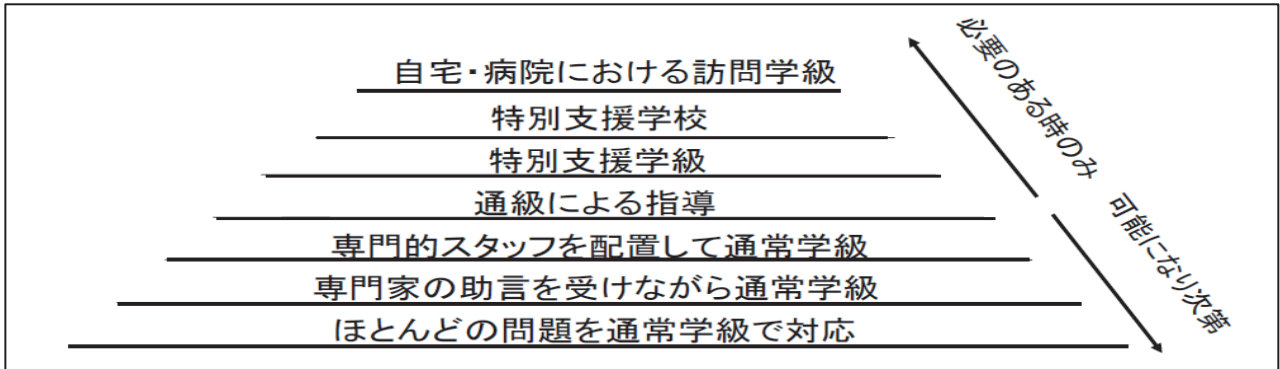 自宅・病院における訪問学級
特別支援学校
特別支援学級
通級による指導
専門的スタッフを配置して通常学級
専門家の助言を受けながら通常学級
ほとんどの問題を通常学級で対応
必要のある時のみ
可能になり次第